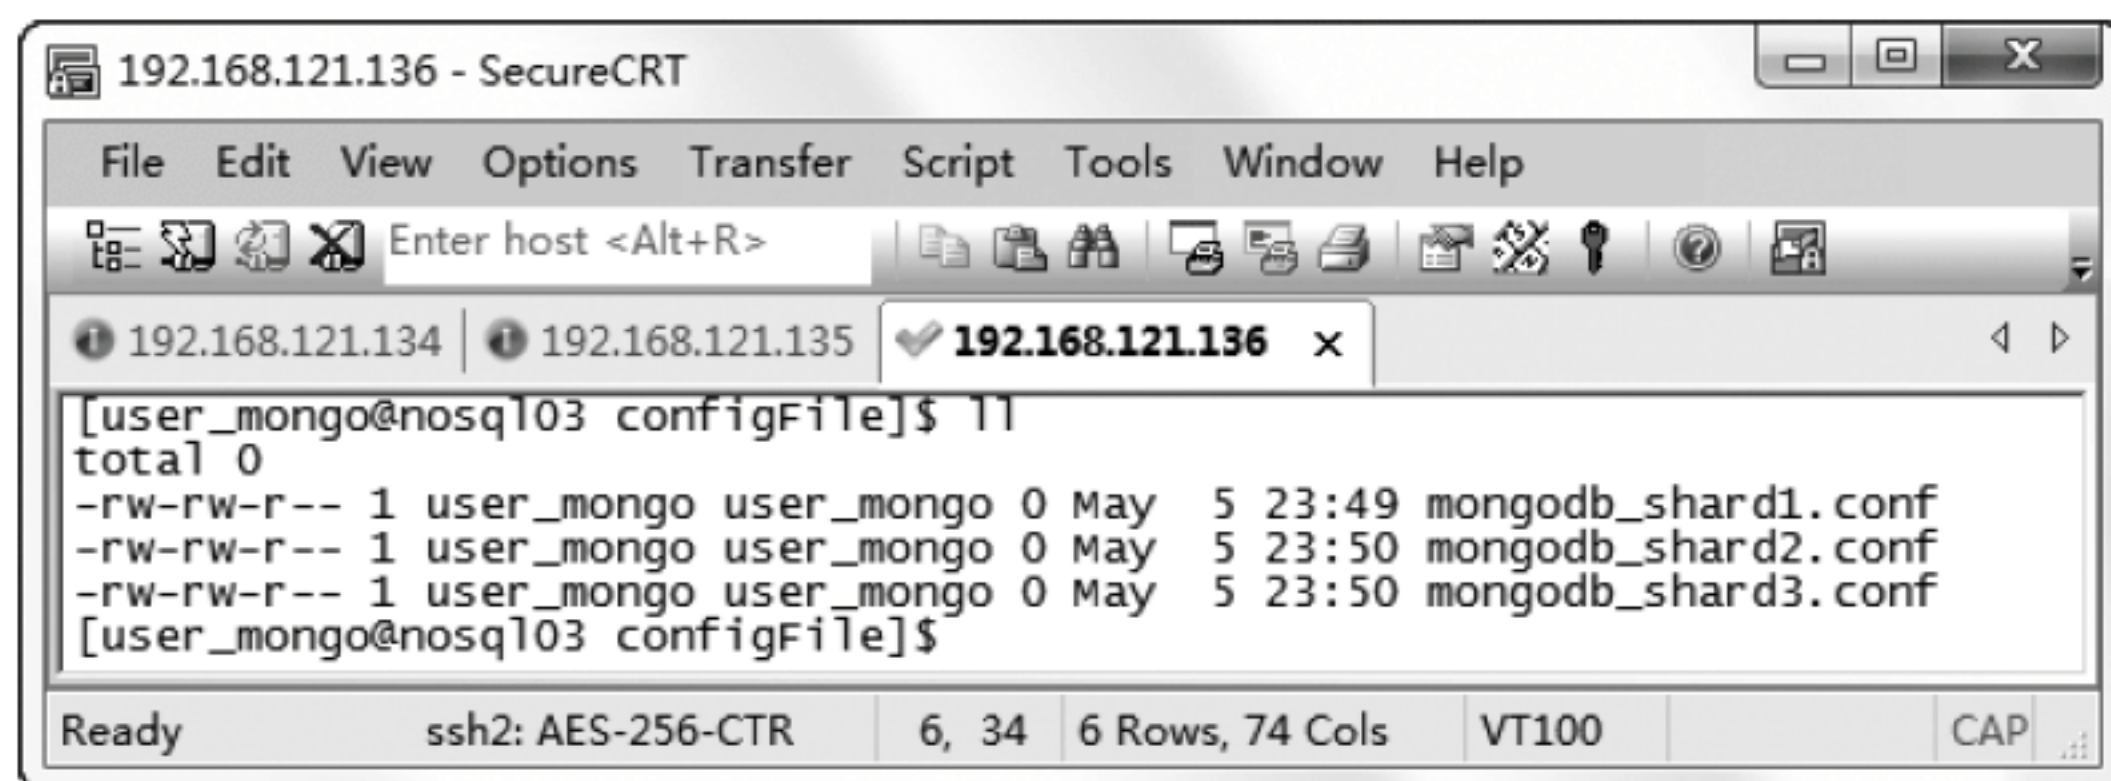 192.168.121.136 - SecureCRT
File Edit View Options Transfer Script Tools Window Help
Enter host <Alt+R>
192.168.121.134 192.168.121.135 192.168.121.136 x
[user_mongo@nosql03 configFile]$ ll
total 0
-rw-rw-r-- 1 user_mongo user_mongo 0 May  5 23:49 mongodb_shard1.conf
-rw-rw-r-- 1 user_mongo user_mongo 0 May  5 23:50 mongodb_shard2.conf
-rw-rw-r-- 1 user_mongo user_mongo 0 May  5 23:50 mongodb_shard3.conf
[user_mongo@nosql03 configFile]$
Ready ssh2: AES-256-CTR 6, 34 6 Rows, 74 Cols VT100 CAP